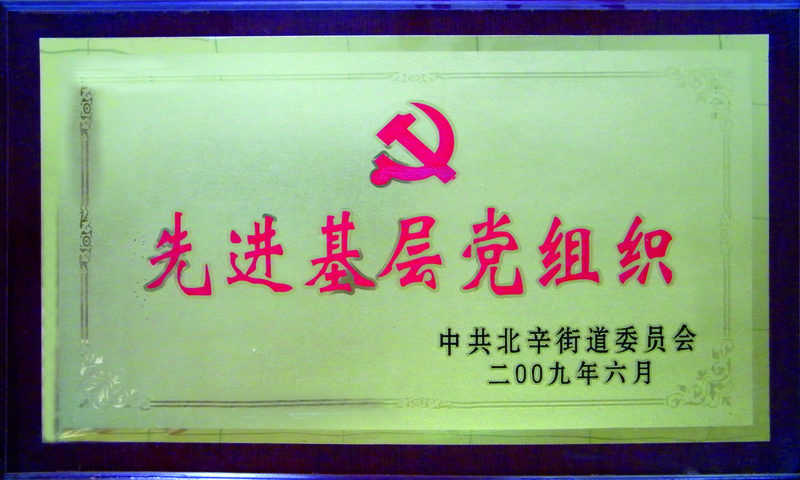 先进基层党组织
中共北辛街道委员会
二00九年六月